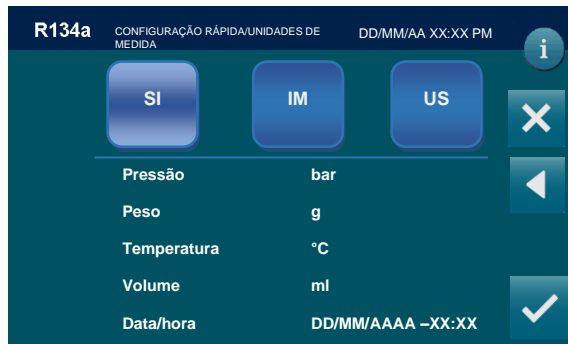 R134a
CONFIGURAÇÃO RÁPIDA/UNIDADES DE
MEDIDA
DD/MM/AA XX:XX PM
i
SI IM US
Pressão bar
Peso g
Temperatura °C
Volume ml
Data/hora DD/MM/AAAA –XX:XX